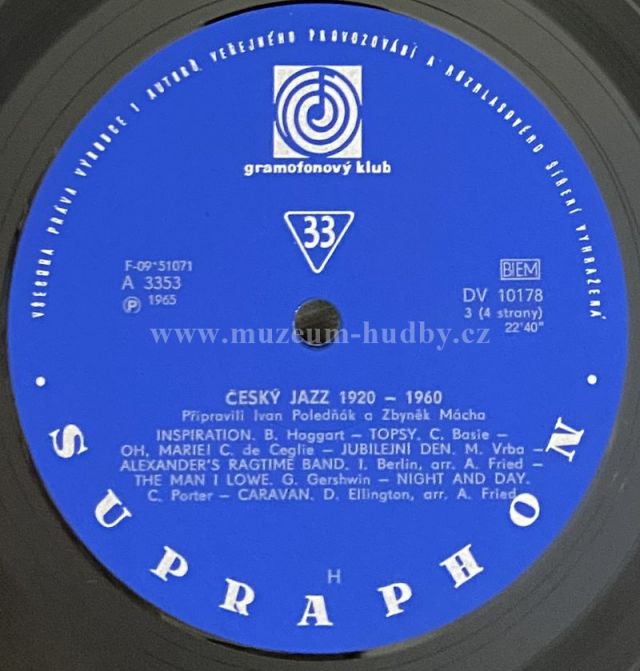 VŠECHNA PRÁVA VÝROBCE I AUTORŮ VEŘEJNÉHO PROVOZOVÁNÍ A ROZHLASOVÉHO ŠÍŘENÍ VYHRAŽENÁ
gramofonový klub
33
F-09*51071
A 3353
Ⓟ 1965
BIEM
DV 10178
3 (4 strany)
22'40"
www.muzeum-hudby.cz
ČESKÝ JAZZ 1920 – 1960
Připravili Ivan Poledňák a Zbyněk Mácha
INSPIRATION. B. Haggart – TOPSY. C. Basie –
OH, MARIE! C. de Ceglie – JUBILEJNÍ DEN. M. Vrba –
ALEXANDER'S RAGTIME BAND. I. Berlin, arr. A. Fried –
THE MAN I LOWE. G. Gershwin – NIGHT AND DAY.
C. Porter – CARAVAN. D. Ellington, arr. A. Fried
H
• SUPRAPHON •